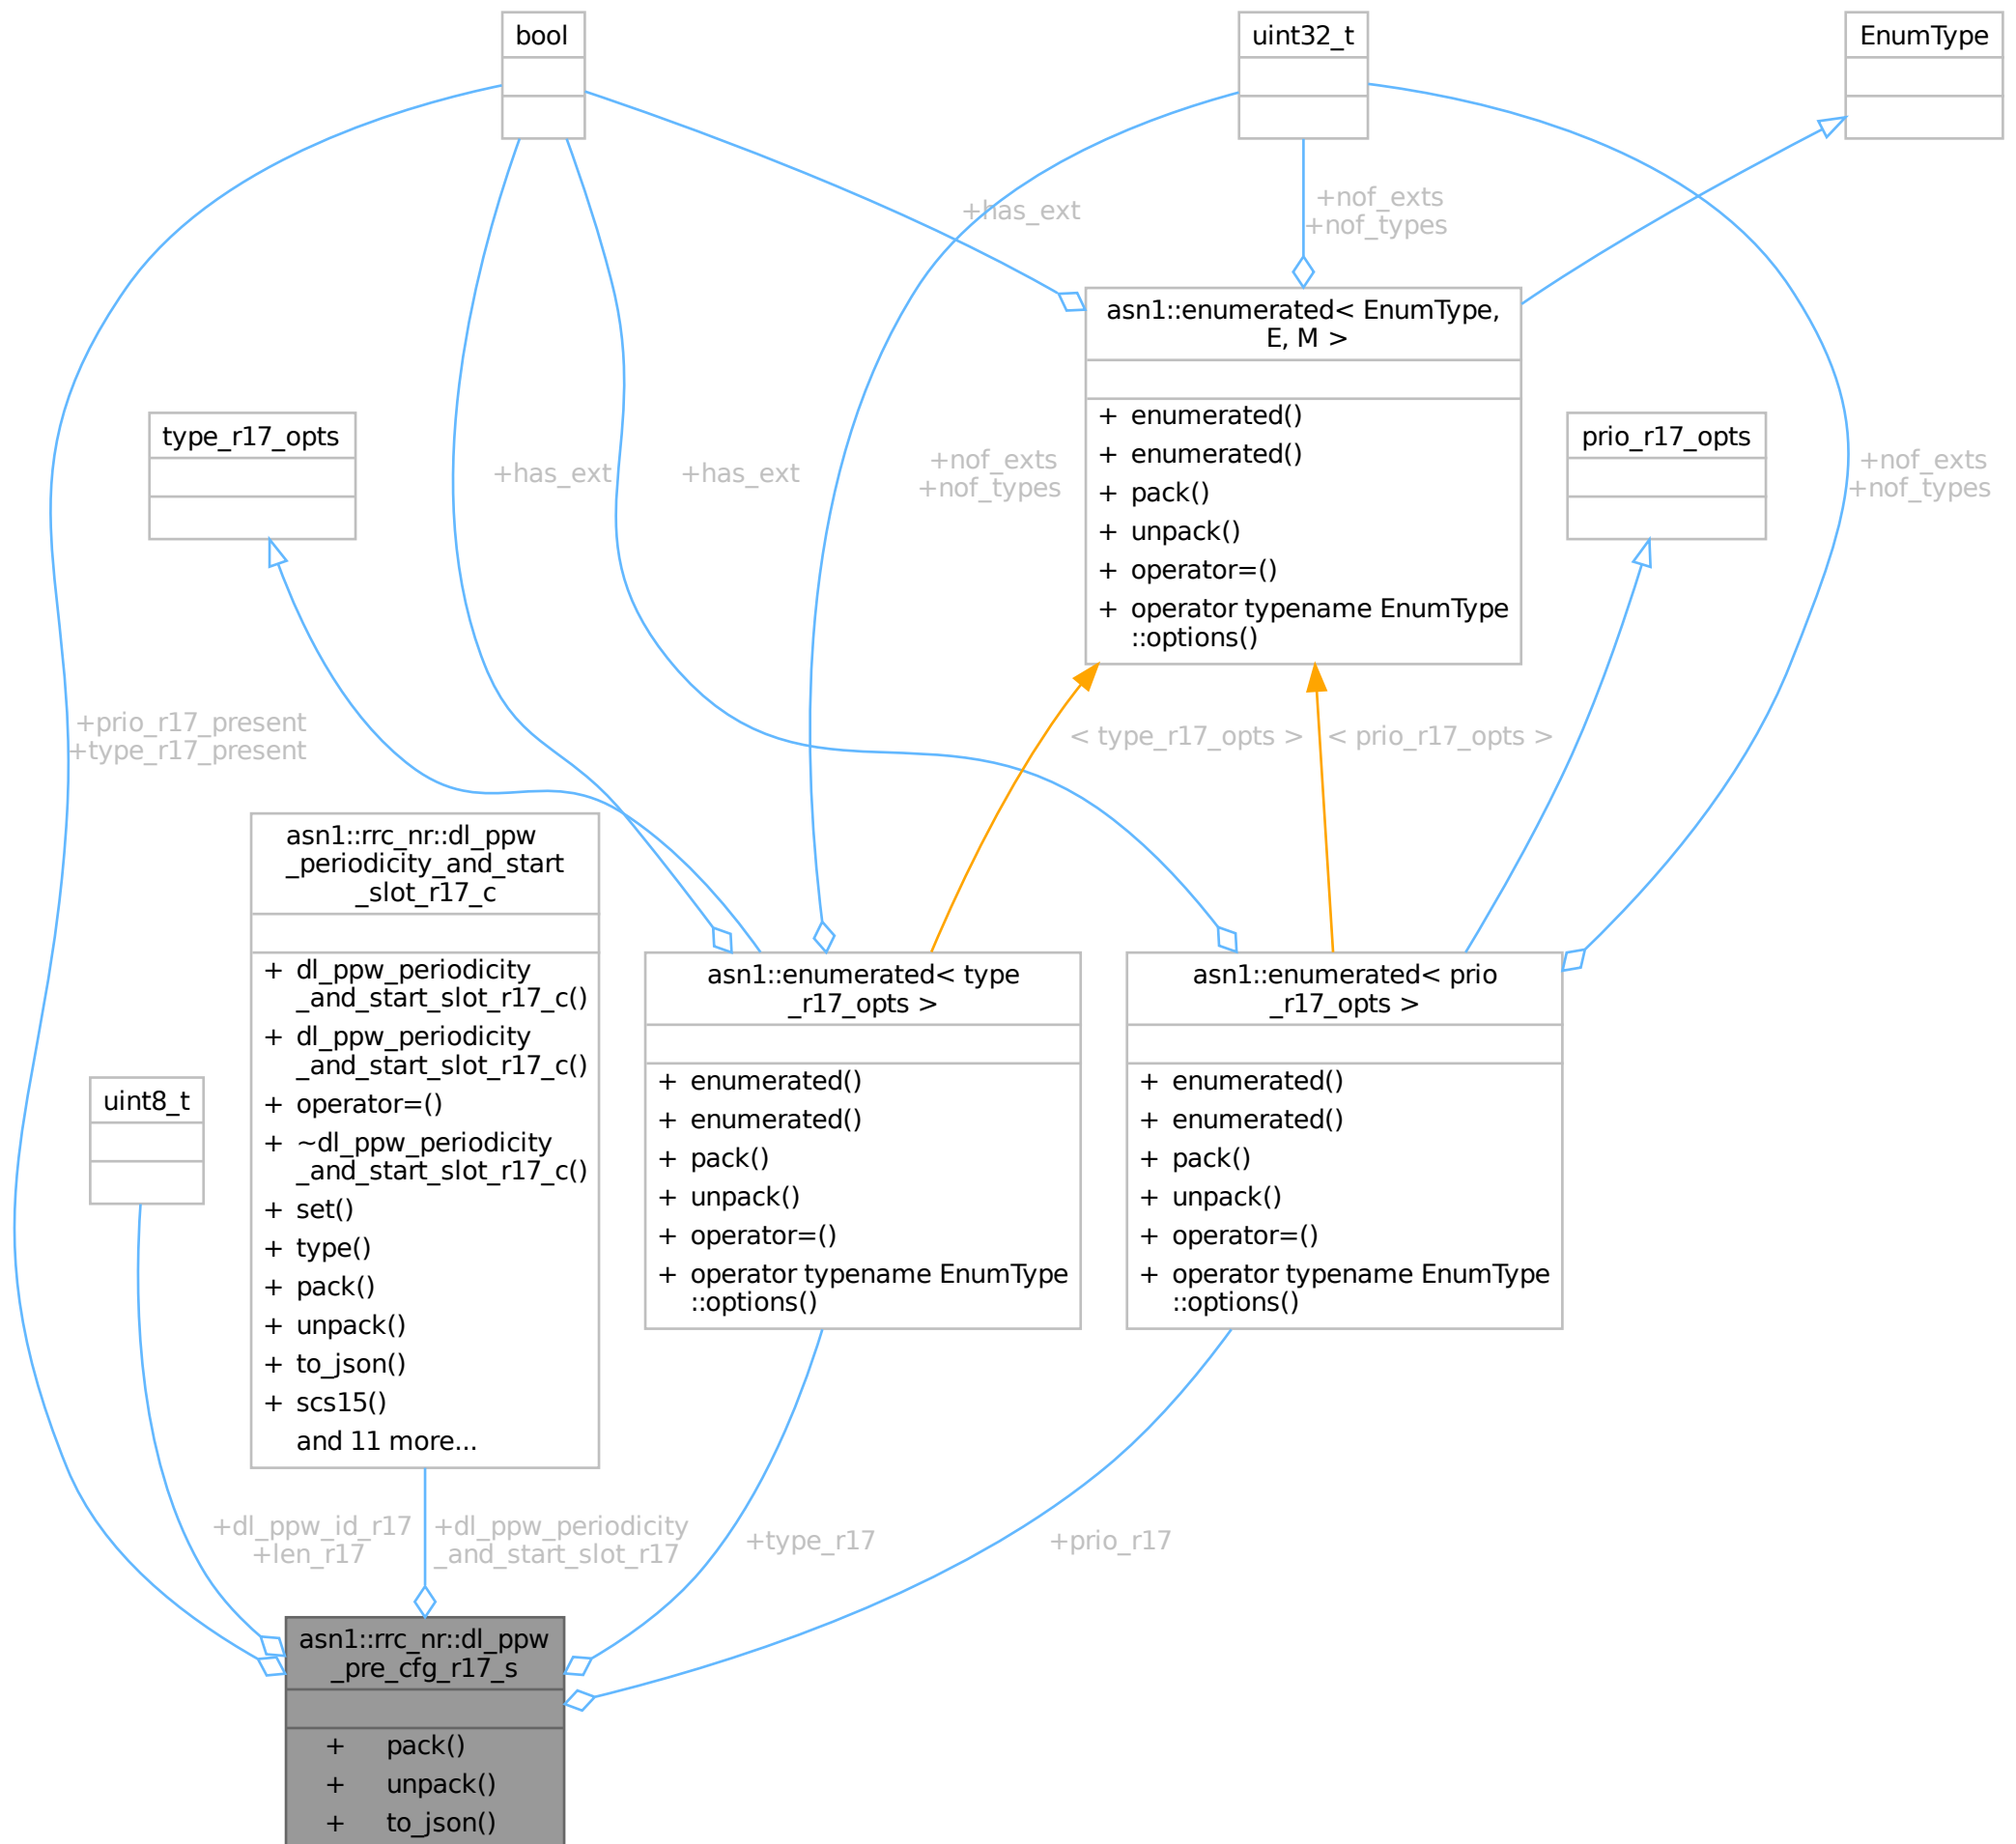 bool
uint32_t
EnumType
+has_ext
+nof_exts
+nof_types
asn1::enumerated< EnumType,
E, M >
+ enumerated()
+ enumerated()
+ pack()
+ unpack()
+ operator=()
+ operator typename EnumType
::options()
type_r17_opts
prio_r17_opts
+has_ext
+has_ext
+nof_exts
+nof_types
+nof_exts
+nof_types
+prio_r17_present
+type_r17_present
< type_r17_opts >
< prio_r17_opts >
asn1::rrc_nr::dl_ppw
_periodicity_and_start
_slot_r17_c
+ dl_ppw_periodicity
_and_start_slot_r17_c()
+ dl_ppw_periodicity
_and_start_slot_r17_c()
+ operator=()
+ ~dl_ppw_periodicity
_and_start_slot_r17_c()
+ set()
+ type()
+ pack()
+ unpack()
+ to_json()
+ scs15()
and 11 more...
asn1::enumerated< type
_r17_opts >
+ enumerated()
+ enumerated()
+ pack()
+ unpack()
+ operator=()
+ operator typename EnumType
::options()
asn1::enumerated< prio
_r17_opts >
+ enumerated()
+ enumerated()
+ pack()
+ unpack()
+ operator=()
+ operator typename EnumType
::options()
uint8_t
+dl_ppw_id_r17
+len_r17
+dl_ppw_periodicity
_and_start_slot_r17
+type_r17
+prio_r17
asn1::rrc_nr::dl_ppw
_pre_cfg_r17_s
+ pack()
+ unpack()
+ to_json()